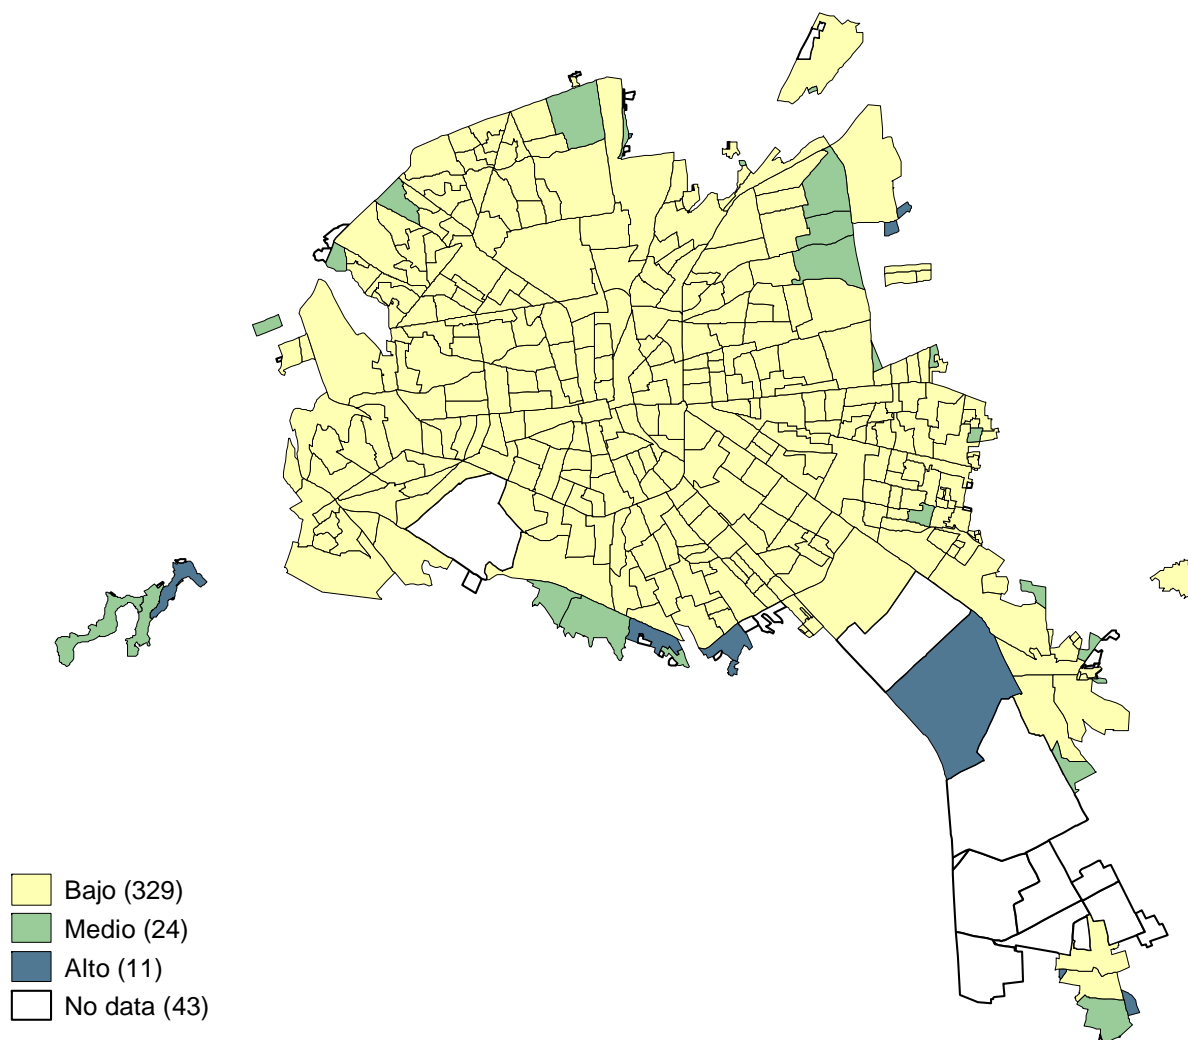 Bajo (329)
Medio (24)
Alto (11)
No data (43)